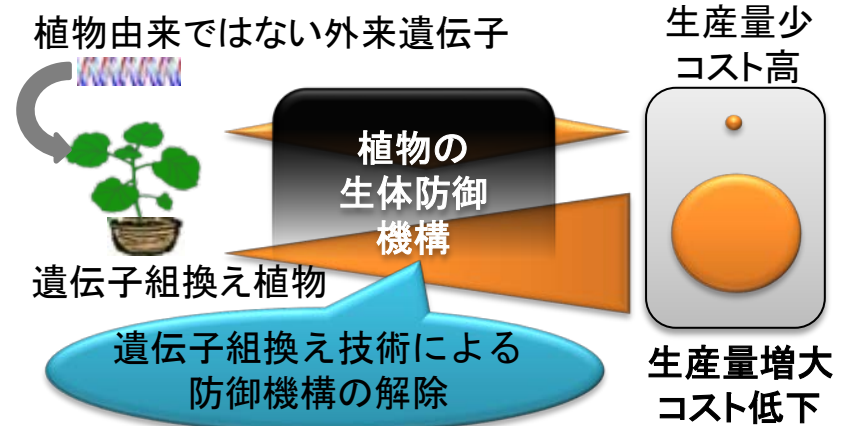 植物由来ではない外来遺伝子
生産量少
コスト高
植物の
生体防御
機構
遺伝子組換え植物
遺伝子組換え技術による
防御機構の解除
生産量増大
コスト低下